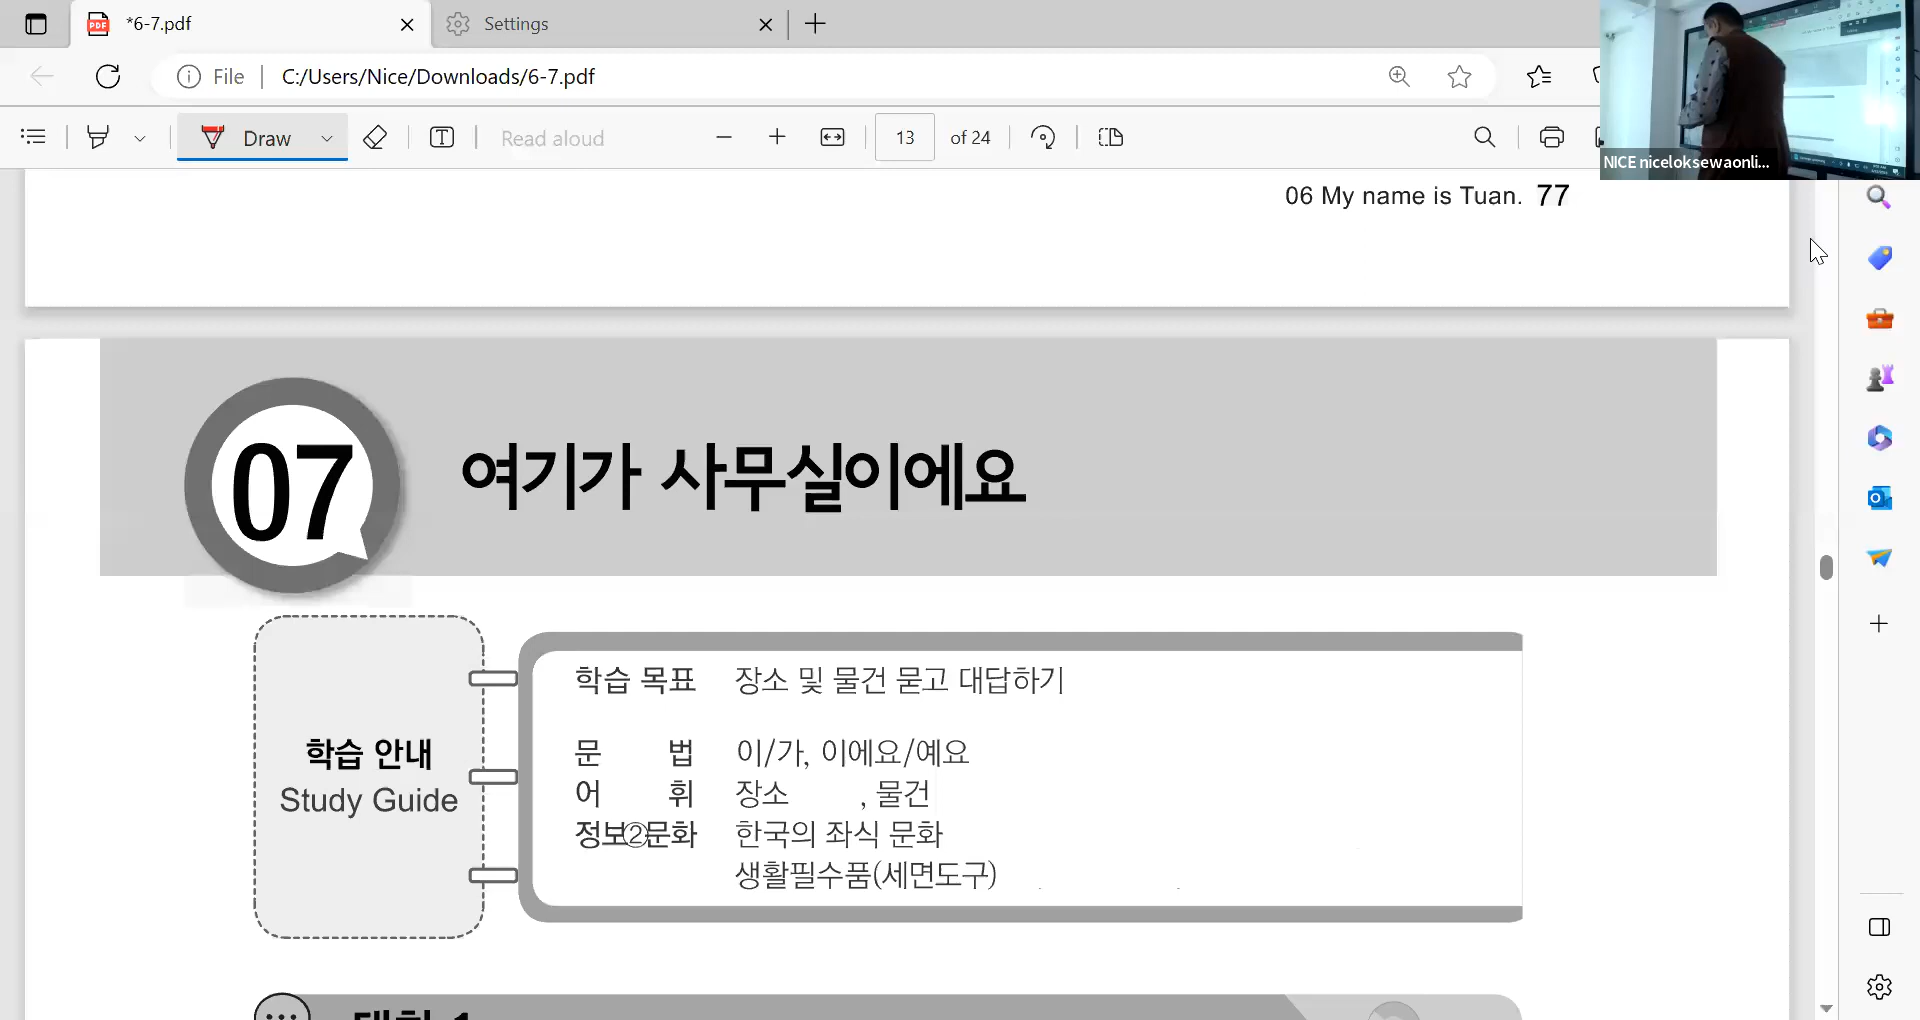 *6-7.pdf
Settings
File
C:/Users/Nice/Downloads/6-7.pdf
Draw
Read aloud
13 of 24
NICE niceloksewaonli...
06 My name is Tuan. 77
07
여기가 사무실이에요
학습 안내
Study Guide
학습 목표 장소 및 물건 묻고 대답하기
문 법 이/가, 이에요/예요
어 휘 장소 , 물건
정보②문화 한국의 좌식 문화
생활필수품(세면도구)